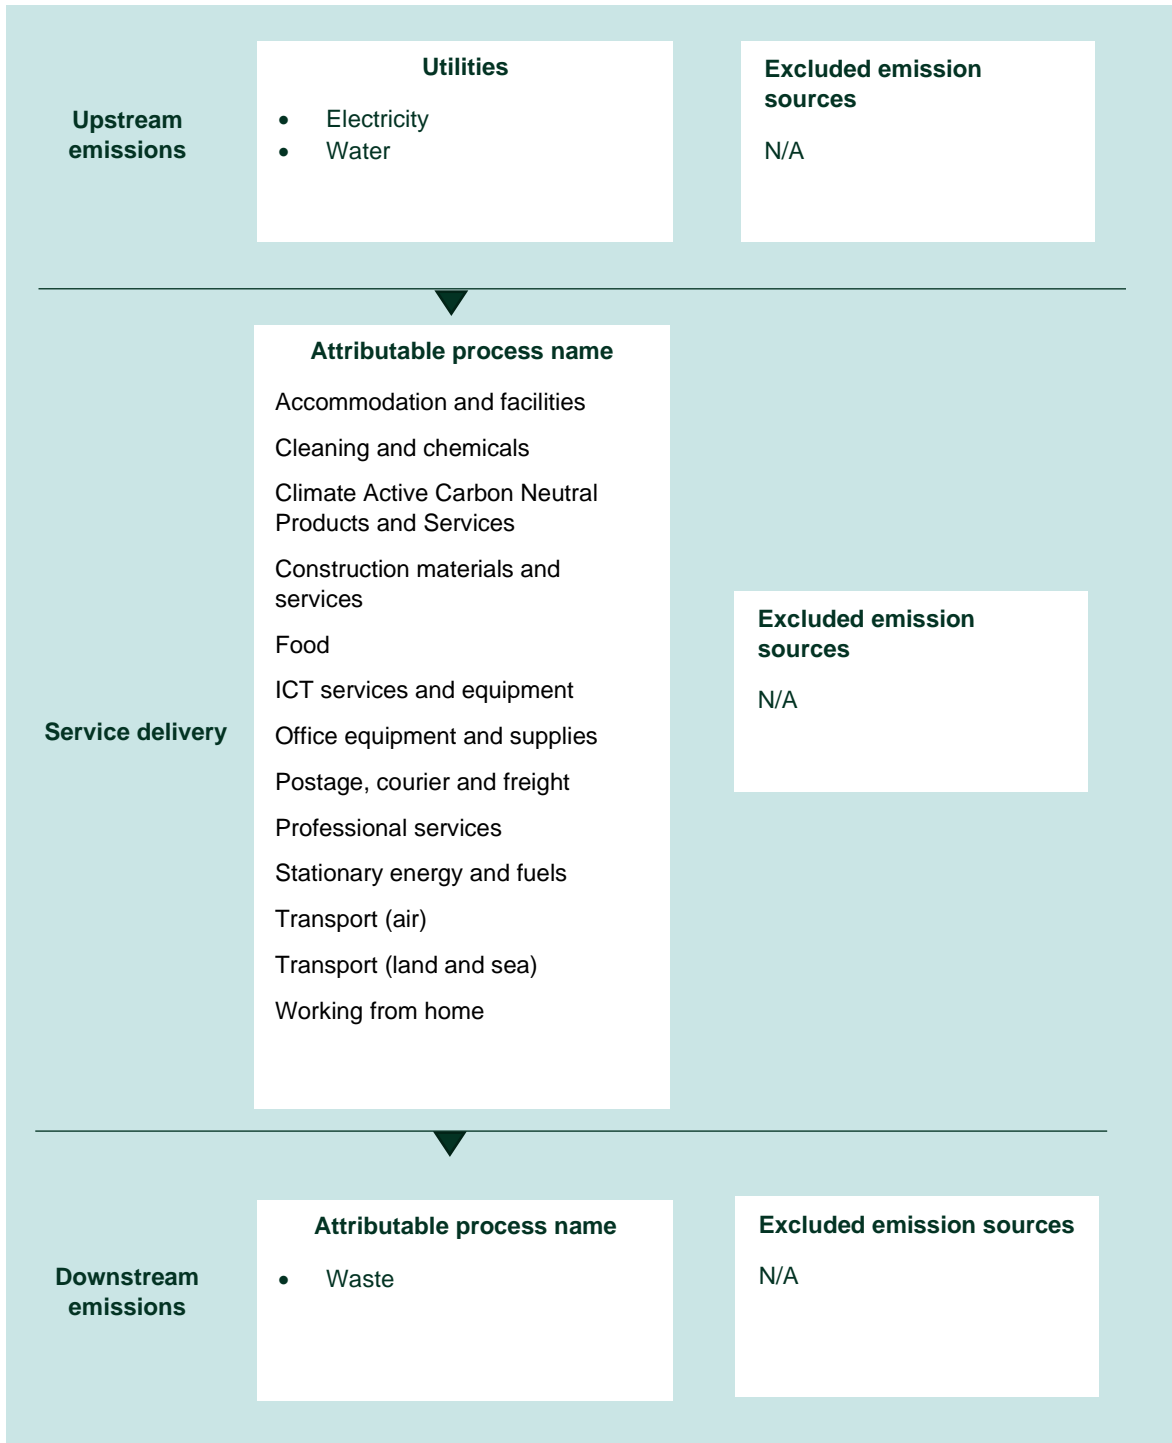 Upstream
emissions
Utilities
• Electricity
• Water
Excluded emission
sources
N/A
Service delivery
Attributable process name
Accommodation and facilities
Cleaning and chemicals
Climate Active Carbon Neutral
Products and Services
Construction materials and
services
Food
ICT services and equipment
Office equipment and supplies
Postage, courier and freight
Professional services
Stationary energy and fuels
Transport (air)
Transport (land and sea)
Working from home
Excluded emission
sources
N/A
Downstream
emissions
Attributable process name
• Waste
Excluded emission sources
N/A